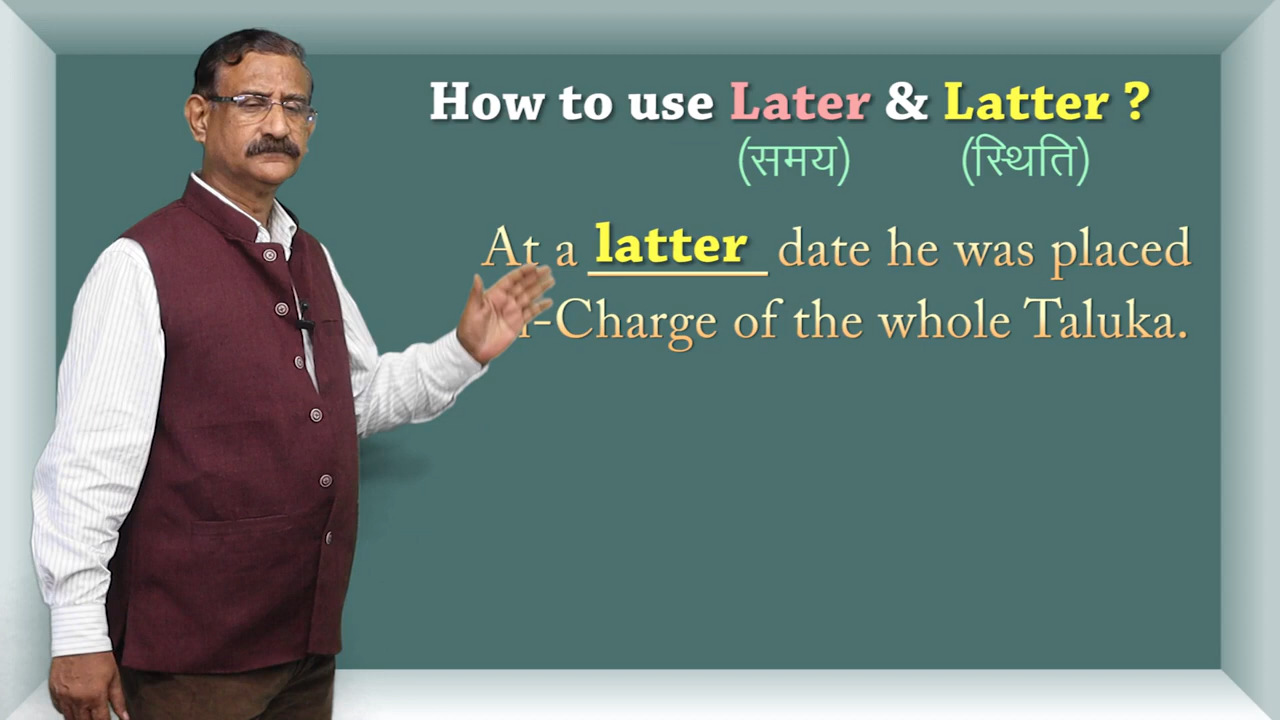 How to use Later & Latter ?
(समय) (स्थिति)
At a latter date he was placed
-Charge of the whole Taluka.